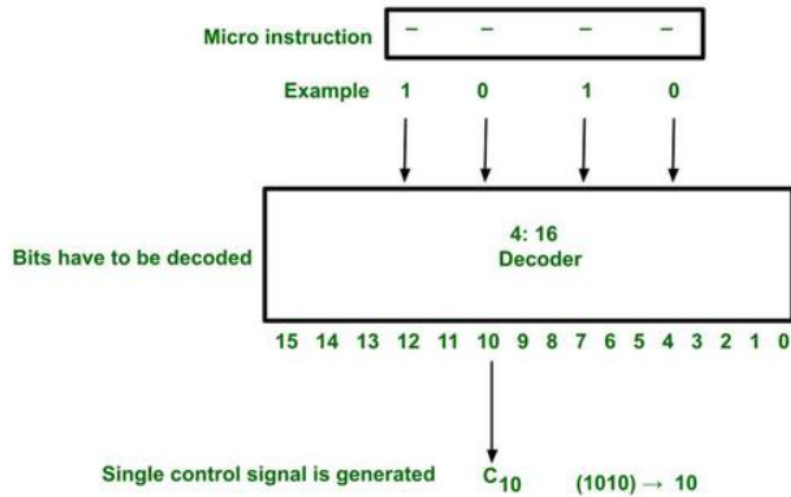 Micro instruction – – – –
Example 1 0 1 0
4: 16
Bits have to be decoded Decoder
15 14 13 12 11 10 9 8 7 6 5 4 3 2 1 0
Single control signal is generated C₁₀ (1010) → 10